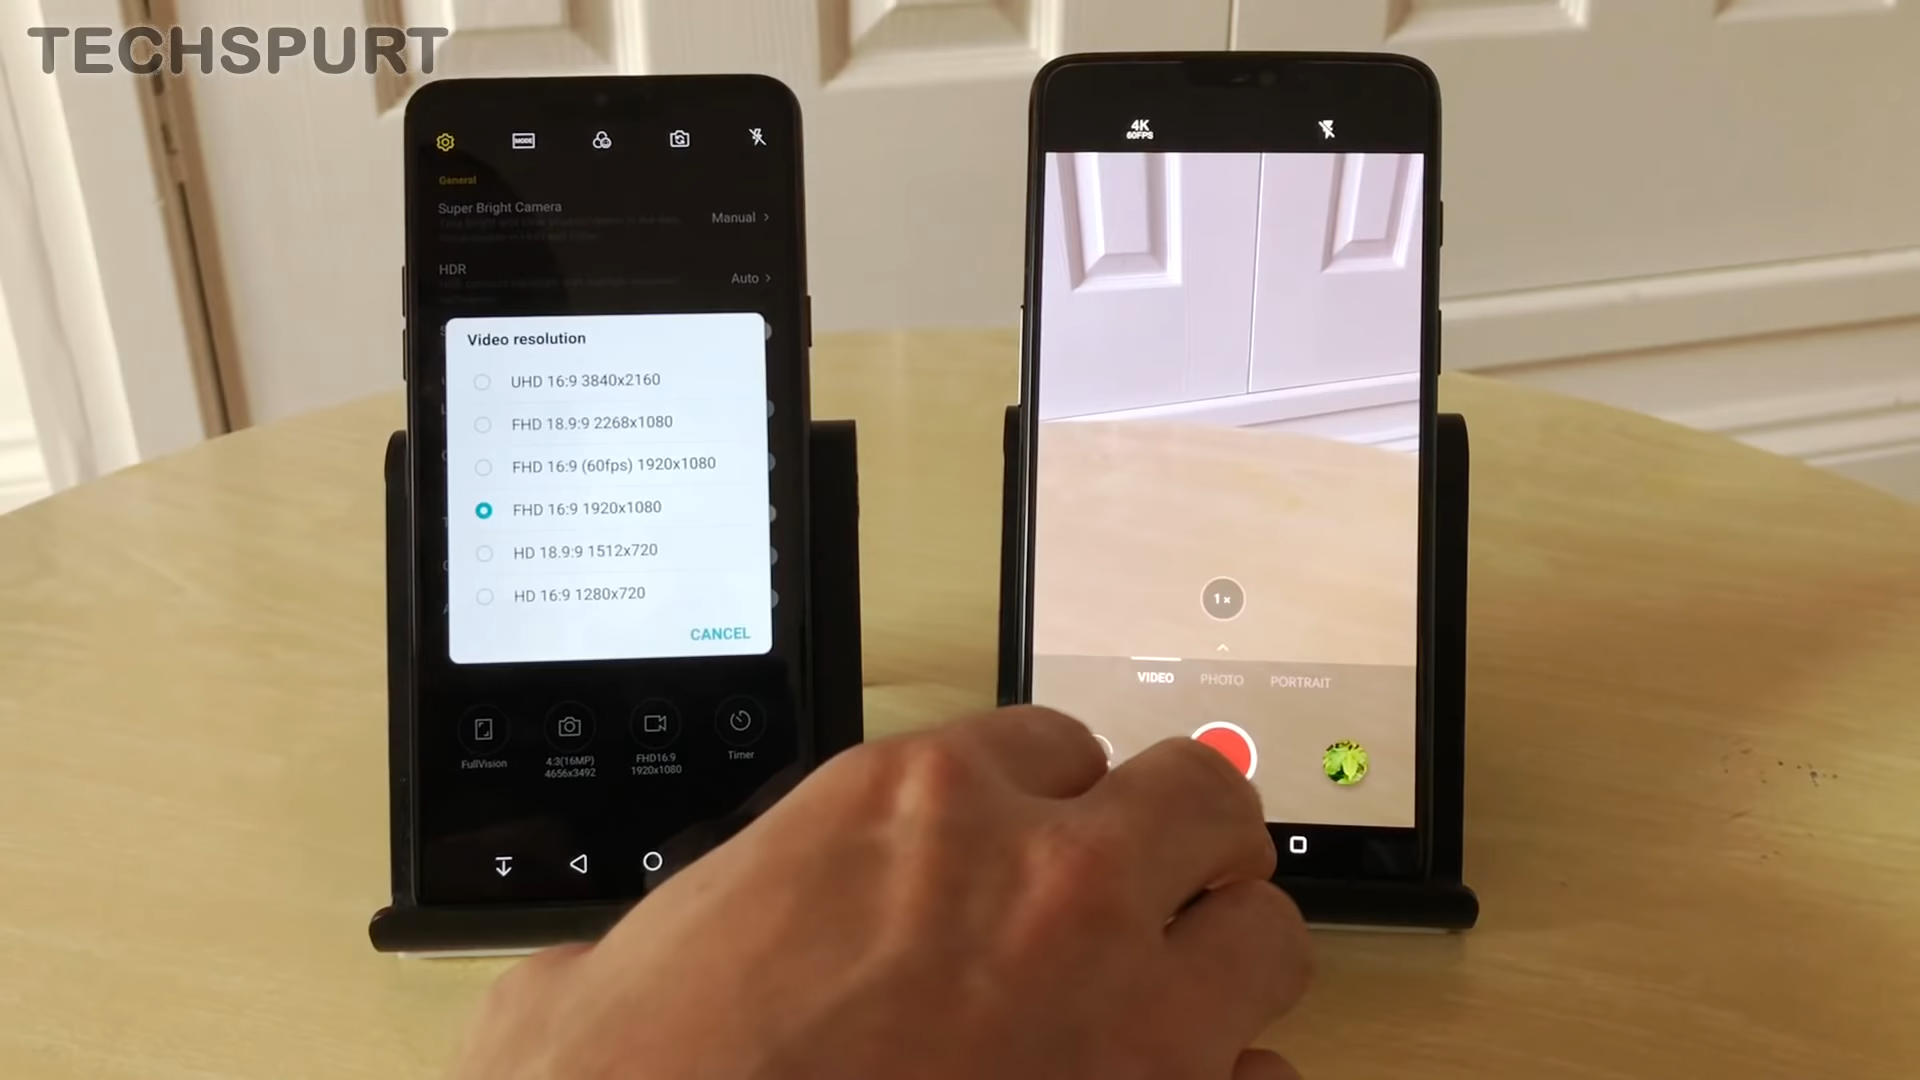 TECHSPURT
MODE
General
Super Bright Camera
Manual >
HDR
Auto >
Video resolution
UHD 16:9 3840x2160
FHD 18.9:9 2268x1080
FHD 16:9 (60fps) 1920x1080
FHD 16:9 1920x1080
HD 18.9:9 1512x720
HD 16:9 1280x720
CANCEL
FullVision
4:3(16MP)
4656x3492
FHD16:9
1920x1080
Timer
4K
60FPS
1×
VIDEO PHOTO PORTRAIT